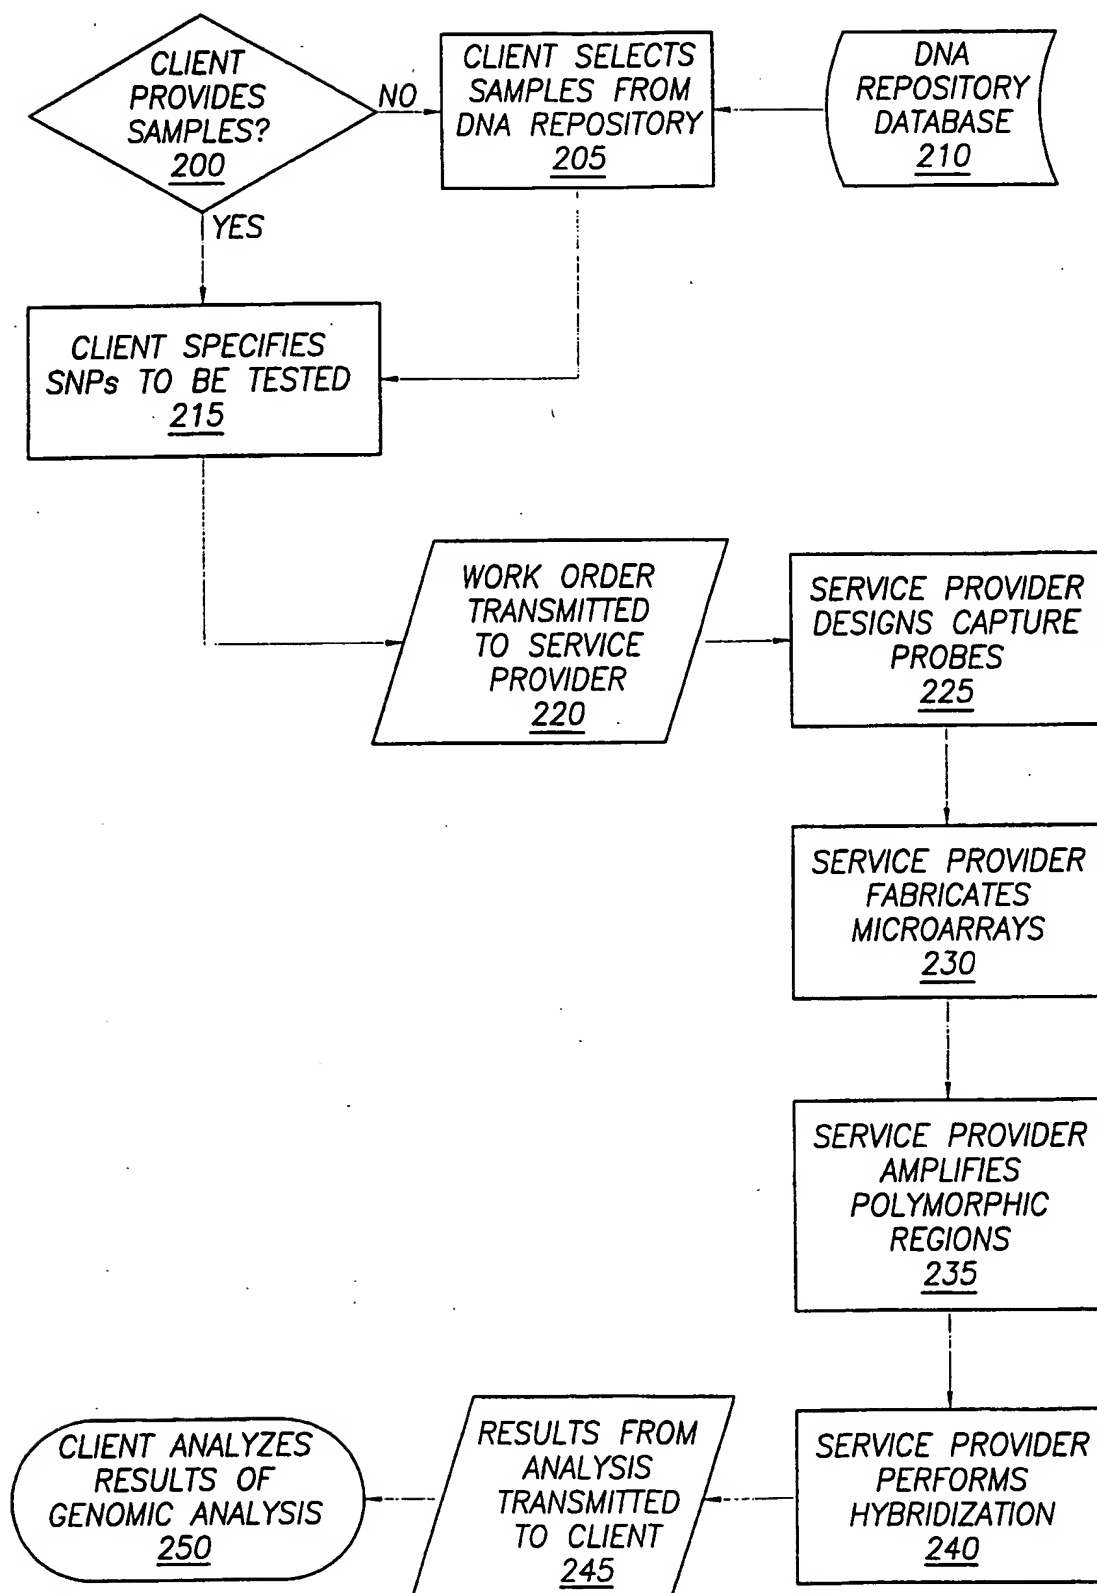 CLIENT
PROVIDES
SAMPLES?
200
NO
YES
CLIENT SELECTS
SAMPLES FROM
DNA REPOSITORY
205
DNA
REPOSITORY
DATABASE
210
CLIENT SPECIFIES
SNPs TO BE TESTED
215
WORK ORDER
TRANSMITTED
TO SERVICE
PROVIDER
220
SERVICE PROVIDER
DESIGNS CAPTURE
PROBES
225
SERVICE PROVIDER
FABRICATES
MICROARRAYS
230
SERVICE PROVIDER
AMPLIFIES
POLYMORPHIC
REGIONS
235
SERVICE PROVIDER
PERFORMS
HYBRIDIZATION
240
RESULTS FROM
ANALYSIS
TRANSMITTED
TO CLIENT
245
CLIENT ANALYZES
RESULTS OF
GENOMIC ANALYSIS
250